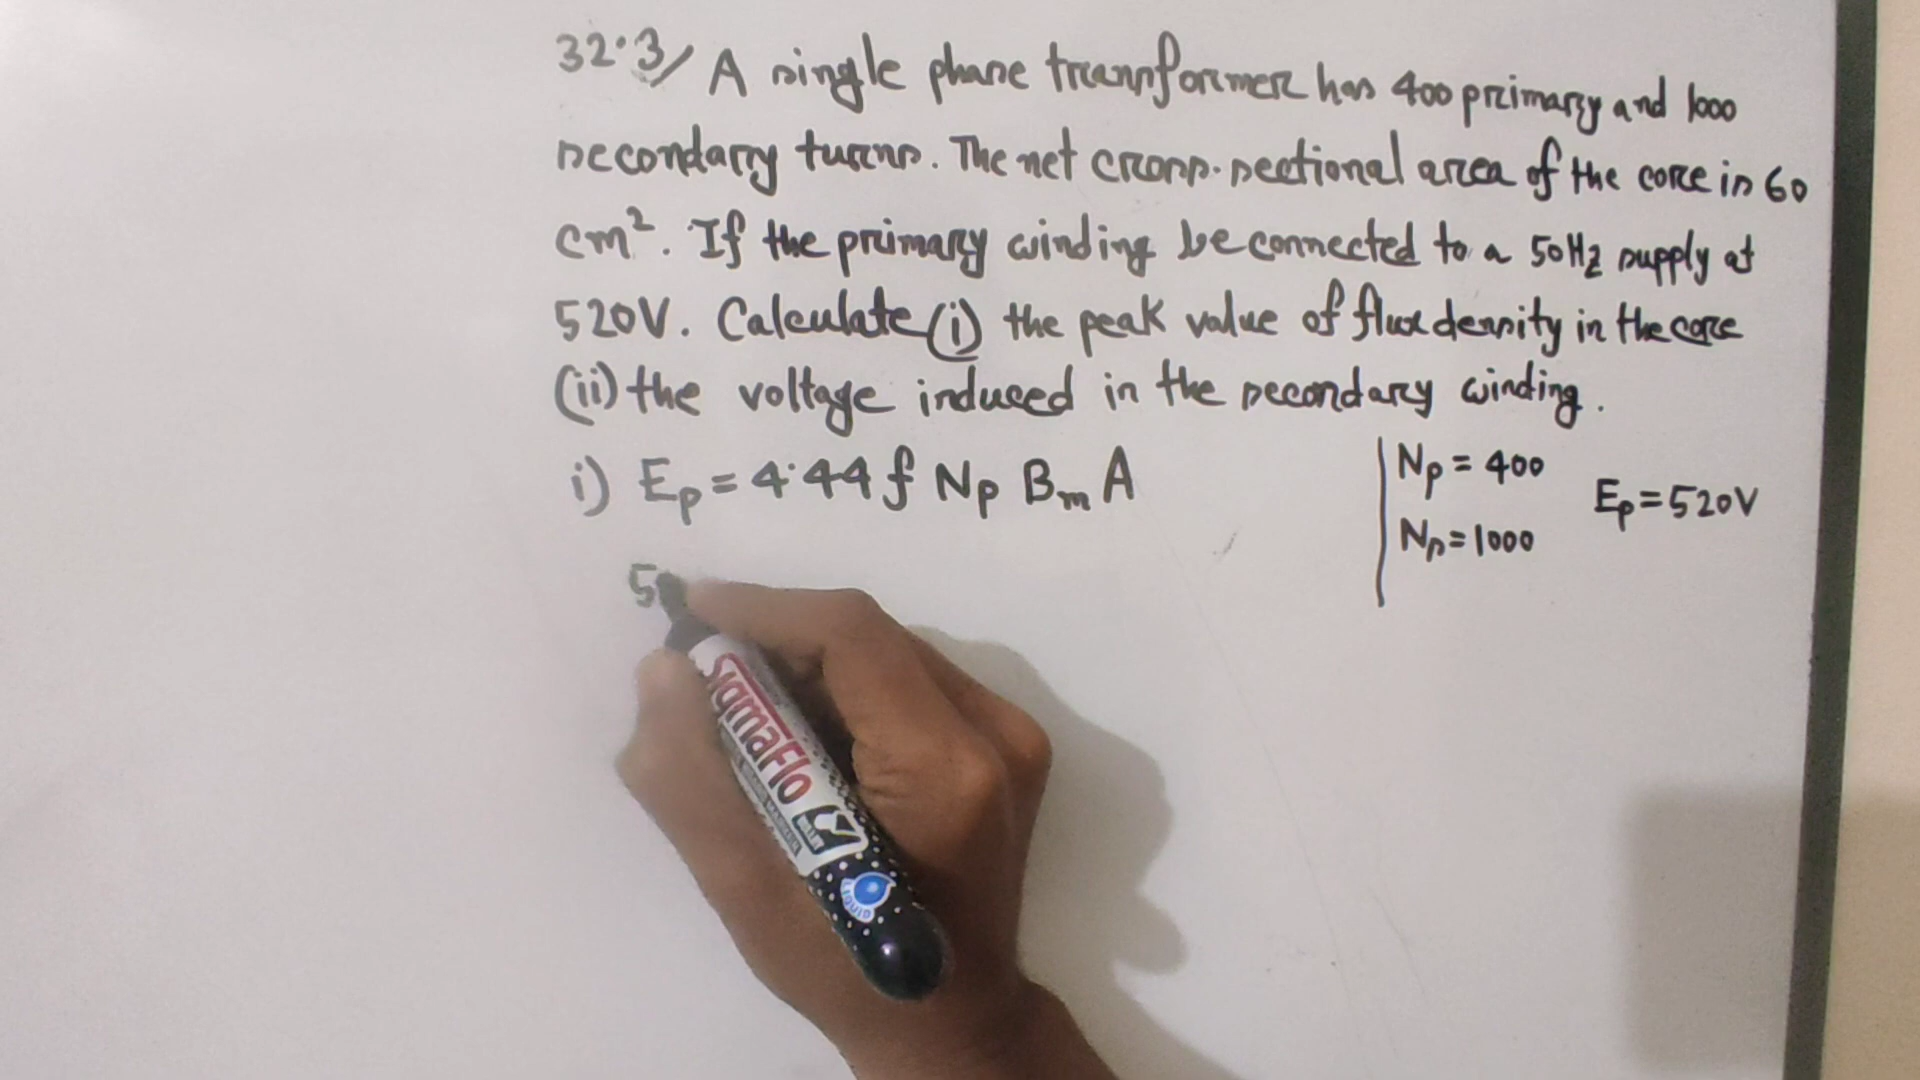 32.3/ A single phase transformer has 400 primary and 1000
secondary turns. The net cross-sectional area of the core is 60
cm². If the primary winding be connected to a 50Hz supply at
520V. Calculate (i) the peak value of flux density in the core
(ii) the voltage induced in the secondary winding.
i) Ep = 4.44 f Np Bm A
Np = 400
Ns = 1000
Ep = 520V
5
SigmaFlo